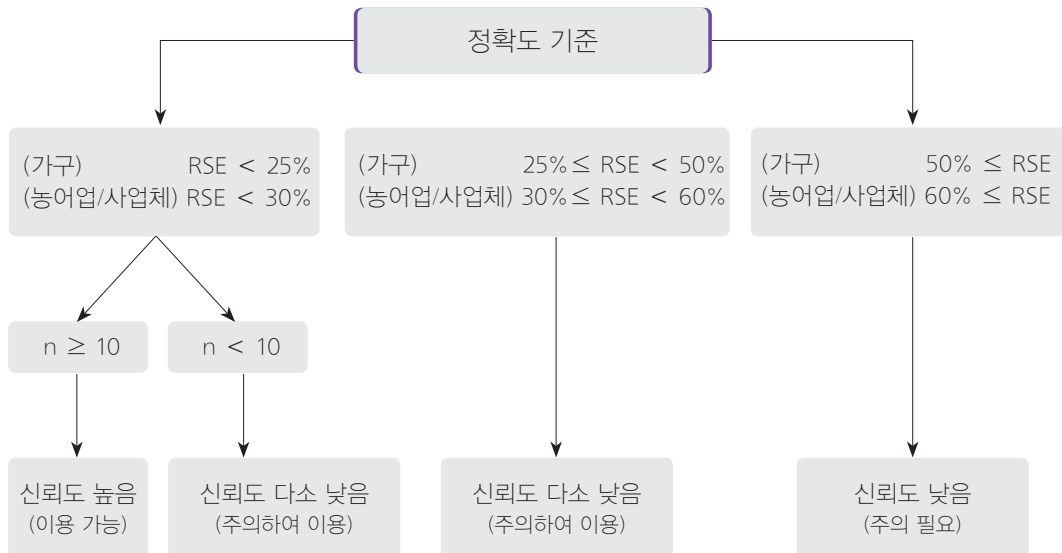 정확도 기준
(가구) RSE < 25%
(농어업/사업체) RSE < 30%
(가구) 25%≤ RSE < 50%
(농어업/사업체) 30%≤ RSE < 60%
(가구) 50% ≤ RSE
(농어업/사업체) 60% ≤ RSE
n ≥ 10
n < 10
신뢰도 높음
(이용 가능)
신뢰도 다소 낮음
(주의하여 이용)
신뢰도 다소 낮음
(주의하여 이용)
신뢰도 낮음
(주의 필요)